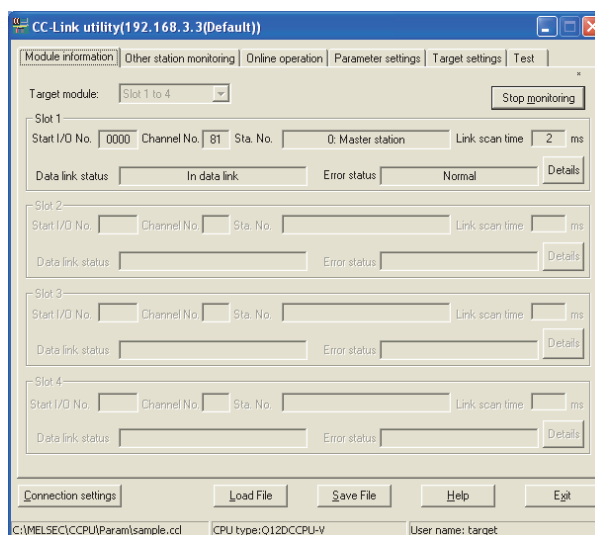 CC-Link utility(192.168.3.3(Default))
Module information Other station monitoring Online operation Parameter settings Target settings Test
*
Target module: Slot 1 to 4 Stop monitoring
Slot 1
Start I/O No. 0000 Channel No. 81 Sta. No. 0: Master station Link scan time 2 ms
Data link status In data link Error status Normal Details
Slot 2
Start I/O No. Channel No. Sta. No. Link scan time ms
Data link status Error status Details
Slot 3
Start I/O No. Channel No. Sta. No. Link scan time ms
Data link status Error status Details
Slot 4
Start I/O No. Channel No. Sta. No. Link scan time ms
Data link status Error status Details
Connection settings Load File Save File Help Exit
C:\MELSEC\CCPU\Param\sample.ccl CPU type:Q12DCCPU-V User name: target